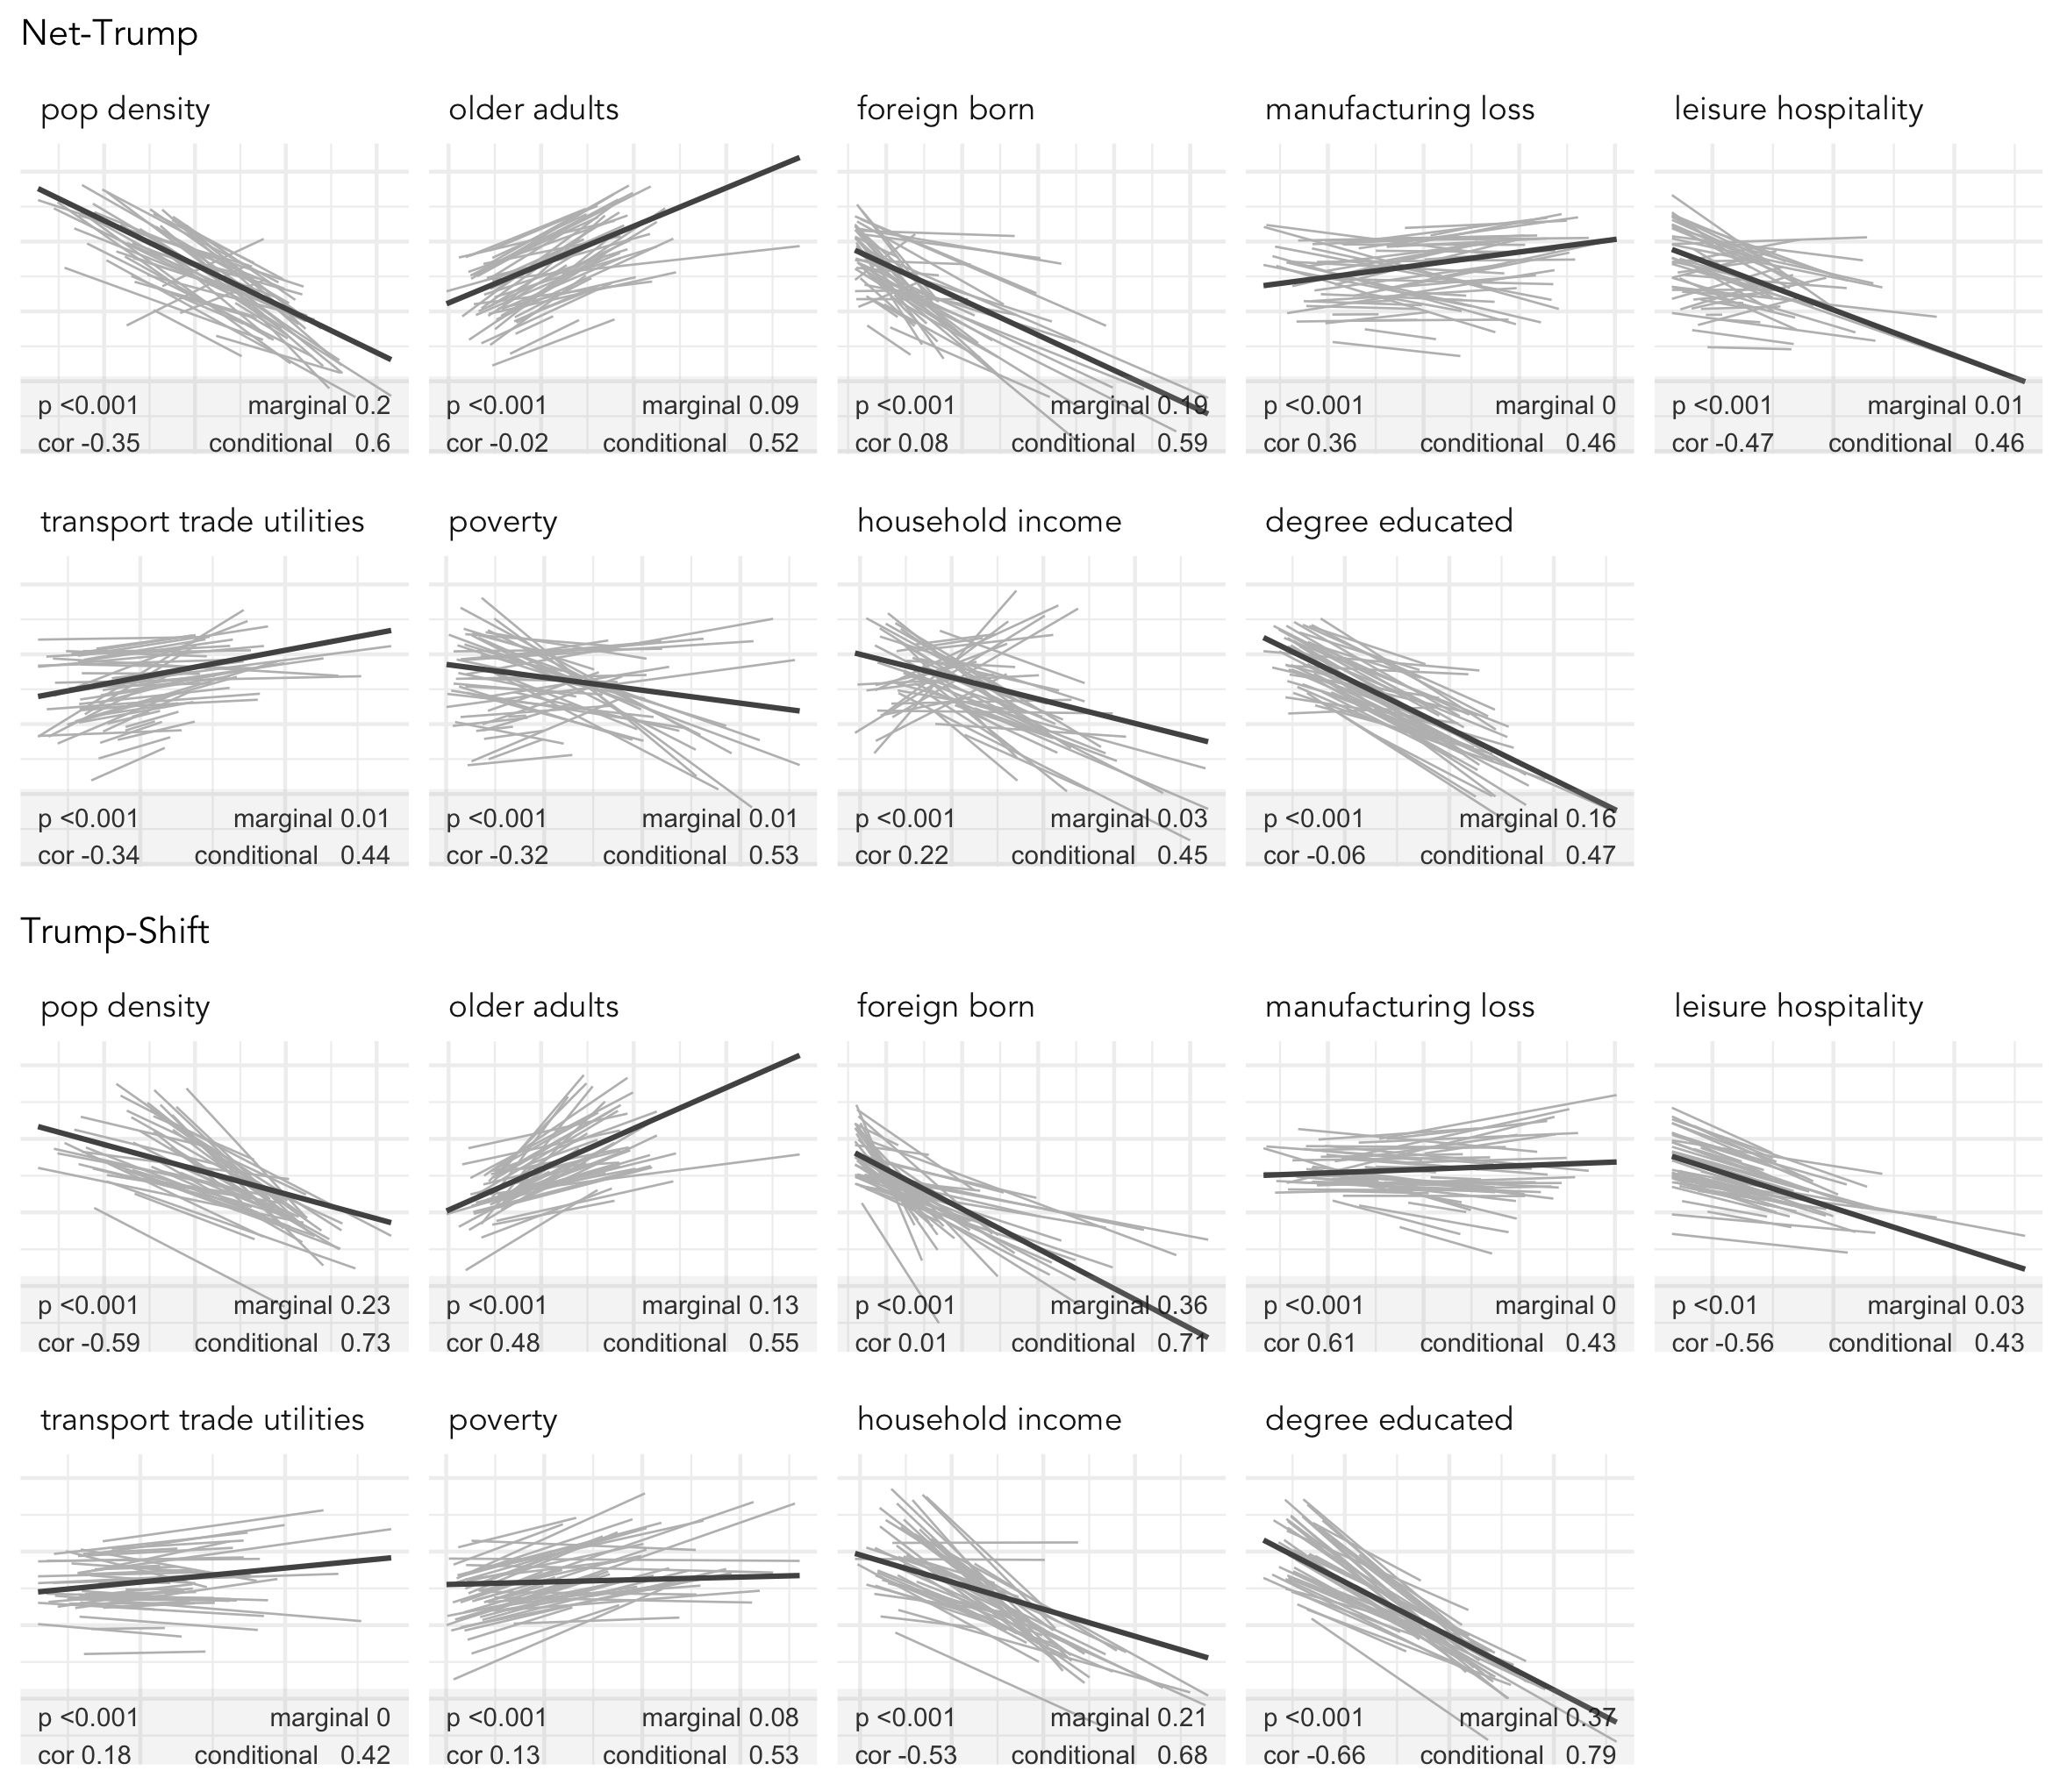 Net-Trump
pop density
older adults
foreign born
manufacturing loss
leisure hospitality
p <0.001 marginal 0.2
cor -0.35 conditional 0.6
p <0.001 marginal 0.09
cor -0.02 conditional 0.52
p <0.001 marginal 0.19
cor 0.08 conditional 0.59
p <0.001 marginal 0
cor 0.36 conditional 0.46
p <0.001 marginal 0.01
cor -0.47 conditional 0.46
transport trade utilities
poverty
household income
degree educated
p <0.001 marginal 0.01
cor -0.34 conditional 0.44
p <0.001 marginal 0.01
cor -0.32 conditional 0.53
p <0.001 marginal 0.03
cor 0.22 conditional 0.45
p <0.001 marginal 0.16
cor -0.06 conditional 0.47
Trump-Shift
pop density
older adults
foreign born
manufacturing loss
leisure hospitality
p <0.001 marginal 0.23
cor -0.59 conditional 0.73
p <0.001 marginal 0.13
cor 0.48 conditional 0.55
p <0.001 marginal 0.36
cor 0.01 conditional 0.71
p <0.001 marginal 0
cor 0.61 conditional 0.43
p <0.01 marginal 0.03
cor -0.56 conditional 0.43
transport trade utilities
poverty
household income
degree educated
p <0.001 marginal 0
cor 0.18 conditional 0.42
p <0.001 marginal 0.08
cor 0.13 conditional 0.53
p <0.001 marginal 0.21
cor -0.53 conditional 0.68
p <0.001 marginal 0.37
cor -0.66 conditional 0.79